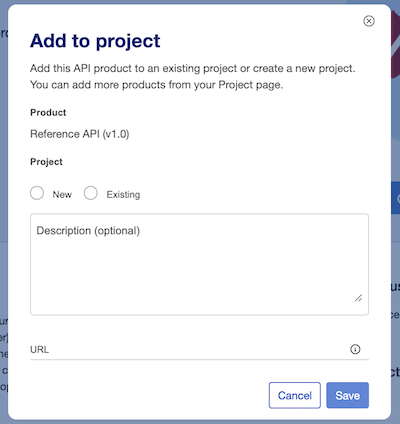 Add to project
Add this API product to an existing project or create a new project.
You can add more products from your Project page.
Product
Reference API (v1.0)
Project
New Existing
Description (optional)
URL
Cancel Save